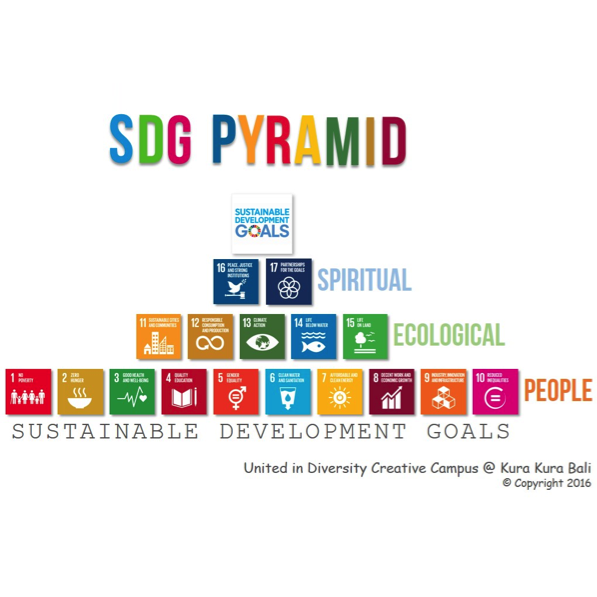 SDG PYRAMID
SUSTAINABLE
DEVELOPMENT
GOALS
16 PEACE, JUSTICE
AND STRONG
INSTITUTIONS
17 PARTNERSHIPS
FOR THE GOALS
SPIRITUAL
11 SUSTAINABLE CITIES
AND COMMUNITIES
12 RESPONSIBLE
CONSUMPTION
AND PRODUCTION
13 CLIMATE
ACTION
14 LIFE
BELOW WATER
15 LIFE
ON LAND
ECOLOGICAL
1 NO
POVERTY
2 ZERO
HUNGER
3 GOOD HEALTH
AND WELL-BEING
4 QUALITY
EDUCATION
5 GENDER
EQUALITY
6 CLEAN WATER
AND SANITATION
7 AFFORDABLE AND
CLEAN ENERGY
8 DECENT WORK AND
ECONOMIC GROWTH
9 INDUSTRY, INNOVATION
AND INFRASTRUCTURE
10 REDUCED
INEQUALITIES
PEOPLE
SUSTAINABLE DEVELOPMENT GOALS
United in Diversity Creative Campus @ Kura Kura Bali
© Copyright 2016